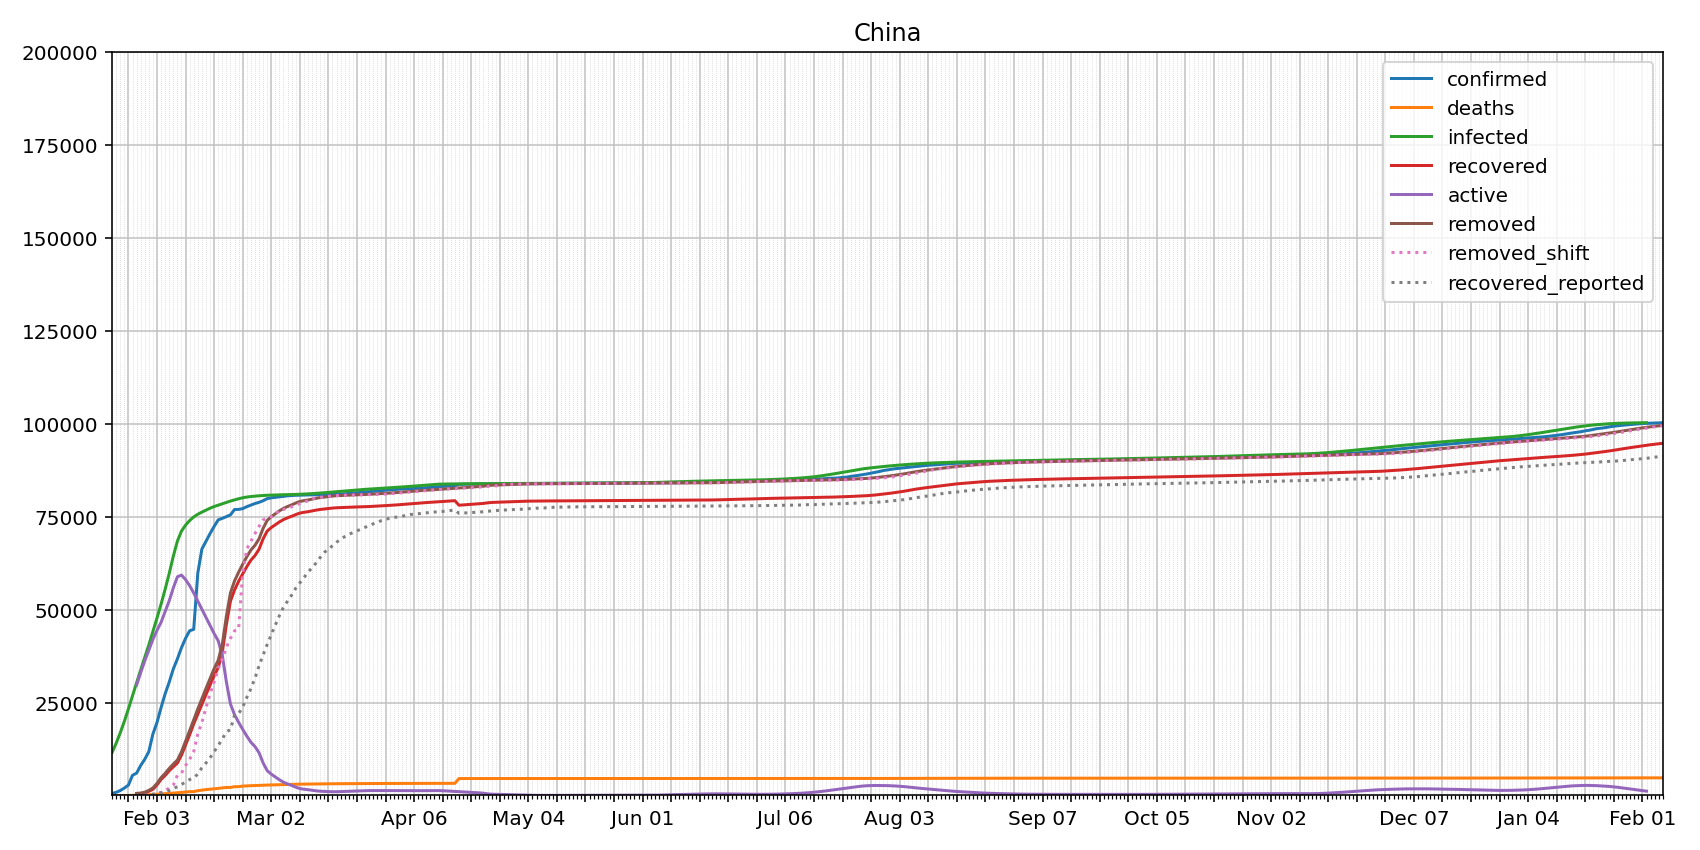 China
200000
175000
150000
125000
100000
75000
50000
25000
confirmed
deaths
infected
recovered
active
removed
removed_shift
recovered_reported
Feb 03 Mar 02 Apr 06 May 04 Jun 01 Jul 06 Aug 03 Sep 07 Oct 05 Nov 02 Dec 07 Jan 04 Feb 01